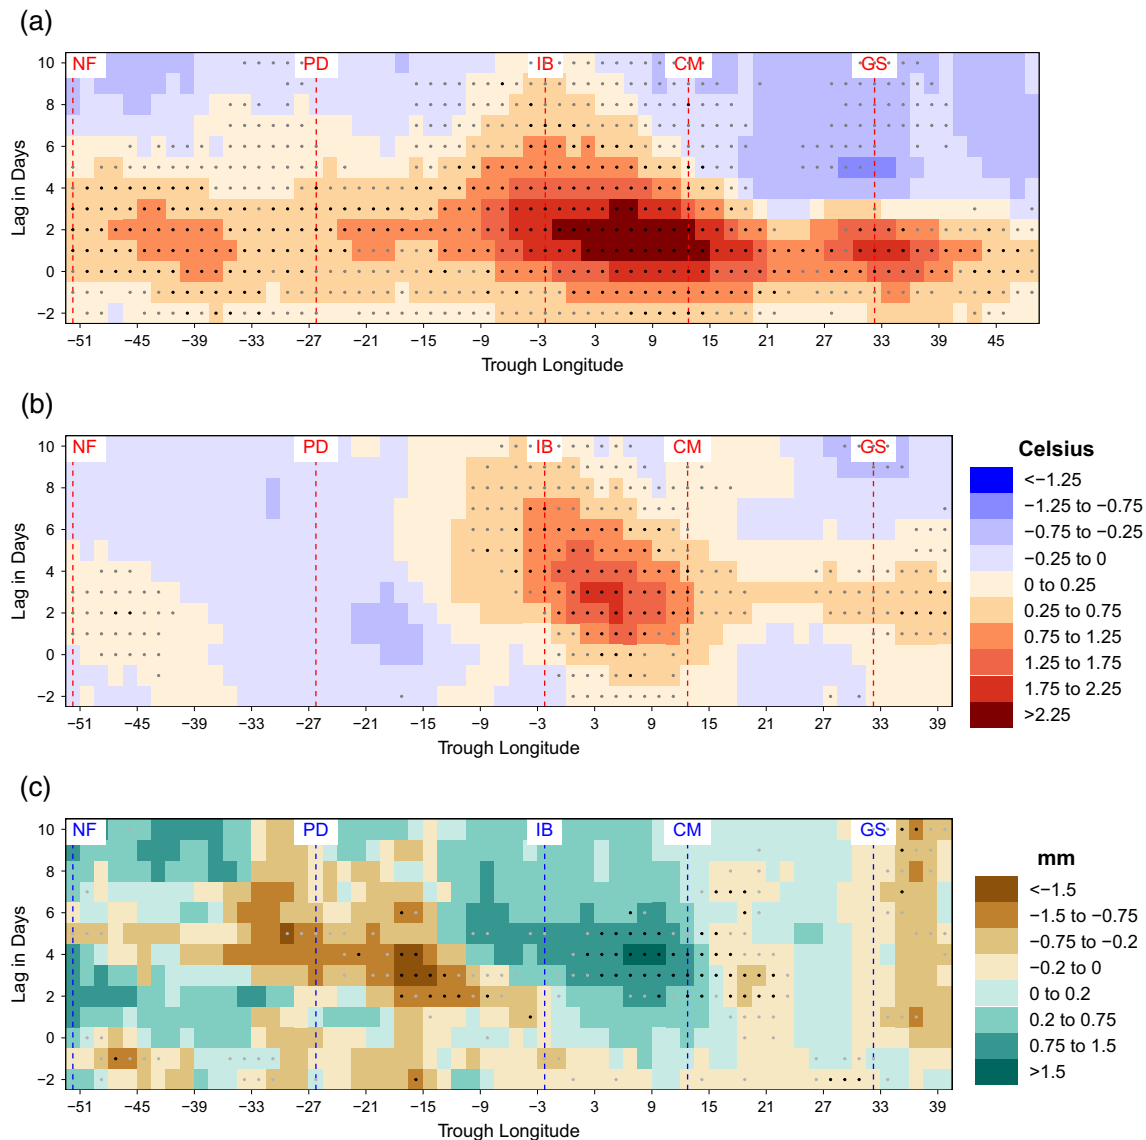 (a)
NF PD IB CM GS
10
8
6
4
2
0
−2
Lag in Days
−51 −45 −39 −33 −27 −21 −15 −9 −3 3 9 15 21 27 33 39 45
Trough Longitude
(b)
NF PD IB CM GS
10
8
6
4
2
0
−2
Lag in Days
−51 −45 −39 −33 −27 −21 −15 −9 −3 3 9 15 21 27 33 39
Trough Longitude
Celsius
<−1.25
−1.25 to −0.75
−0.75 to −0.25
−0.25 to 0
0 to 0.25
0.25 to 0.75
0.75 to 1.25
1.25 to 1.75
1.75 to 2.25
>2.25
(c)
NF PD IB CM GS
10
8
6
4
2
0
−2
Lag in Days
−51 −45 −39 −33 −27 −21 −15 −9 −3 3 9 15 21 27 33 39
Trough Longitude
mm
<−1.5
−1.5 to −0.75
−0.75 to −0.2
−0.2 to 0
0 to 0.2
0.2 to 0.75
0.75 to 1.5
>1.5